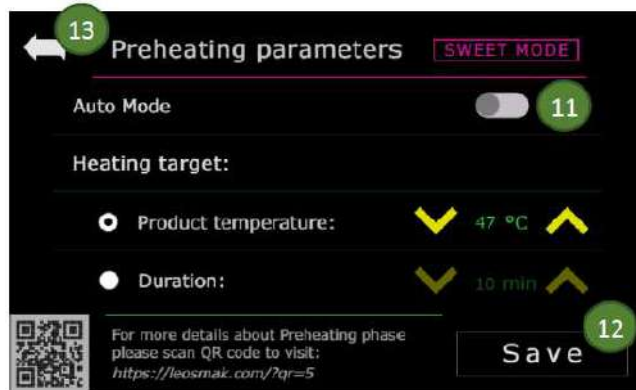 13
Preheating parameters SWEET MODE
Auto Mode 11
Heating target:
Product temperature: 47 °C
Duration: 10 min
12
For more details about Preheating phase
please scan QR code to visit:
https://leosmak.com/?qr=5
Save